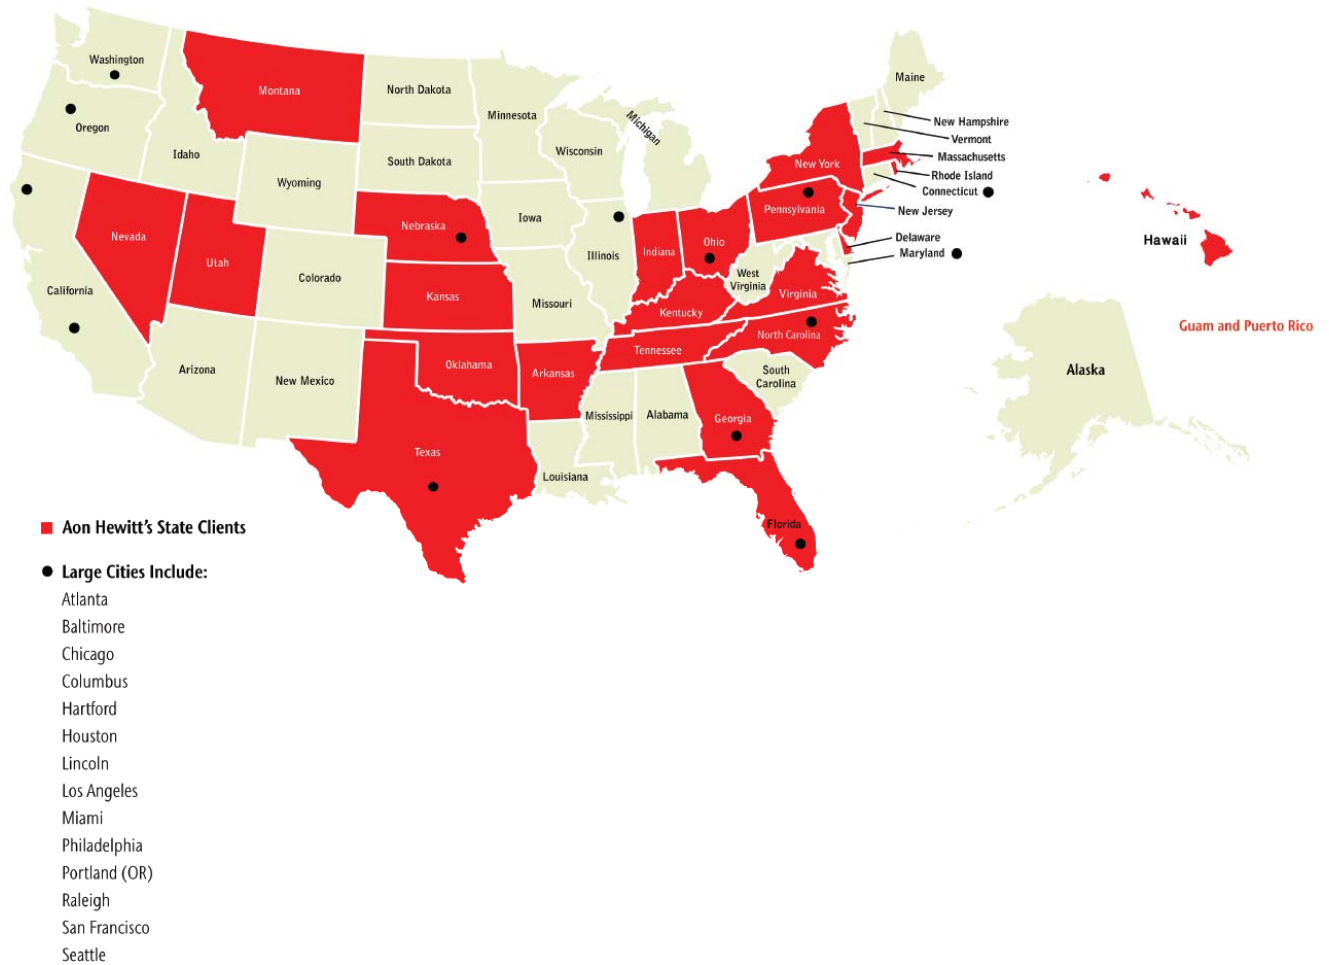 Washington
Oregon
Idaho
Montana
North Dakota
South Dakota
Minnesota
Wisconsin
Michigan
Wyoming
Nebraska
Iowa
Illinois
Indiana
Ohio
Pennsylvania
New York
Maine
New Hampshire
Vermont
Massachusetts
Rhode Island
Connecticut
New Jersey
Delaware
Maryland
Nevada
Utah
Colorado
Kansas
Missouri
Kentucky
West
Virginia
Virginia
California
Arizona
New Mexico
Oklahoma
Arkansas
Tennessee
North Carolina
South
Carolina
Mississippi
Alabama
Georgia
Texas
Louisiana
Florida
Hawaii
Guam and Puerto Rico
Alaska
Aon Hewitt's State Clients
Large Cities Include:
Atlanta
Baltimore
Chicago
Columbus
Hartford
Houston
Lincoln
Los Angeles
Miami
Philadelphia
Portland (OR)
Raleigh
San Francisco
Seattle